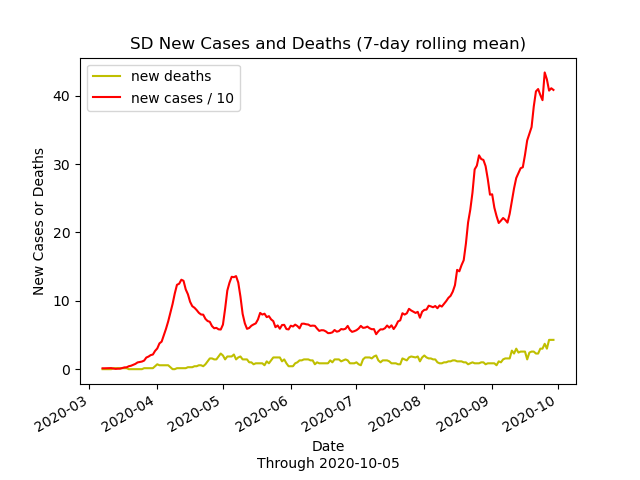 SD New Cases and Deaths (7-day rolling mean)
new deaths
new cases / 10
New Cases or Deaths
40
30
20
10
0
2020-03
2020-04
2020-05
2020-06
2020-07
2020-08
2020-09
2020-10
Date
Through 2020-10-05